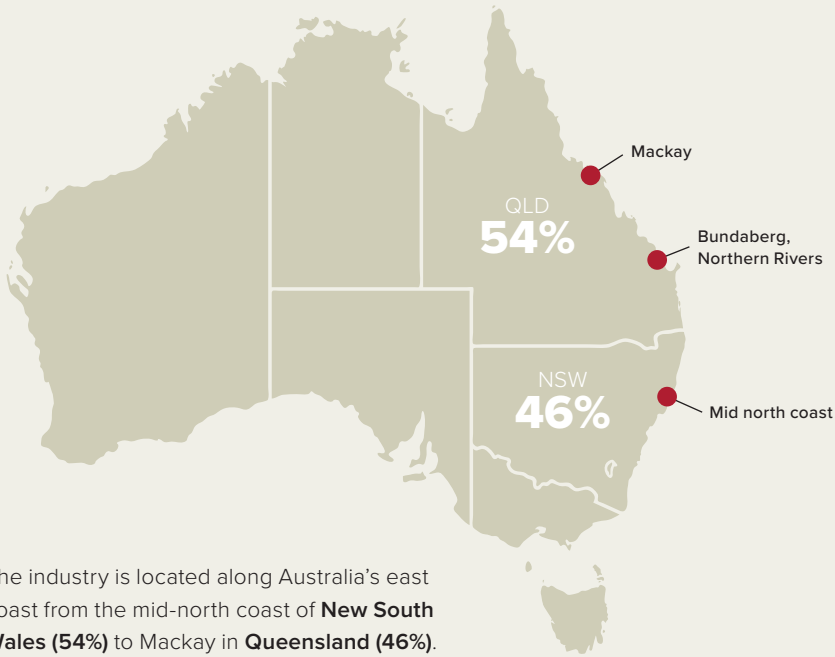 Mackay
QLD
54%
Bundaberg,
Northern Rivers
NSW
46%
Mid north coast
he industry is located along Australia's east
oast from the mid-north coast of New South
Wales (54%) to Mackay in Queensland (46%).